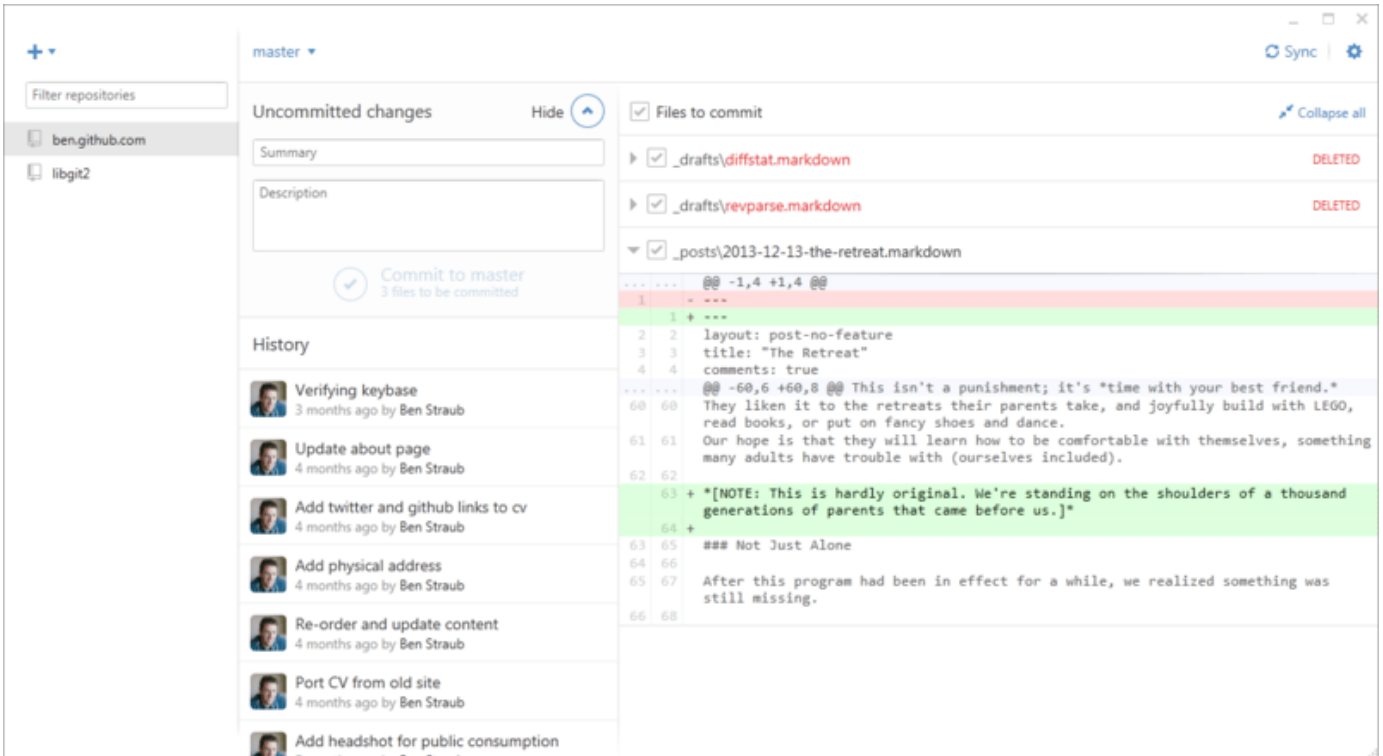 master
Sync
Filter repositories
ben.github.com
libgit2
Uncommitted changes
Hide
Summary
Description
Commit to master
3 files to be committed
History
Verifying keybase
3 months ago by Ben Straub
Update about page
4 months ago by Ben Straub
Add twitter and github links to cv
4 months ago by Ben Straub
Add physical address
4 months ago by Ben Straub
Re-order and update content
4 months ago by Ben Straub
Port CV from old site
4 months ago by Ben Straub
Add headshot for public consumption
Files to commit
Collapse all
_drafts\diffstat.markdown DELETED
_drafts\revparse.markdown DELETED
_posts\2013-12-13-the-retreat.markdown
... ... @@ -1,4 +1,4 @@
1 - ---
1 + ---
2 2 layout: post-no-feature
3 3 title: "The Retreat"
4 4 comments: true
... ... @@ -60,6 +60,8 @@ This isn't a punishment; it's *time with your best friend.*
60 60 They liken it to the retreats their parents take, and joyfully build with LEGO,
read books, or put on fancy shoes and dance.
61 61 Our hope is that they will learn how to be comfortable with themselves, something
many adults have trouble with (ourselves included).
62 62
63 + *[NOTE: This is hardly original. We're standing on the shoulders of a thousand
generations of parents that came before us.]*
64 +
63 65 ### Not Just Alone
64 66
65 67 After this program had been in effect for a while, we realized something was
still missing.
66 68